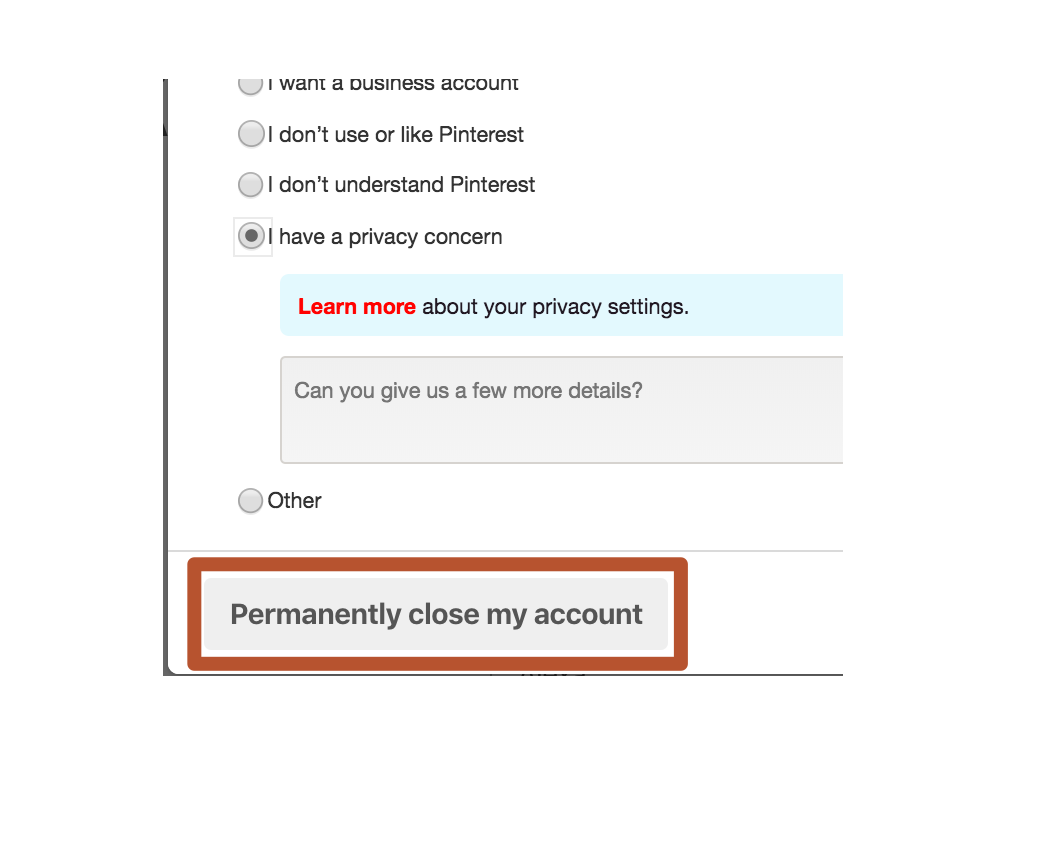 I want a business account
I don’t use or like Pinterest
I don’t understand Pinterest
I have a privacy concern
Learn more about your privacy settings.
Can you give us a few more details?
Other
Permanently close my account